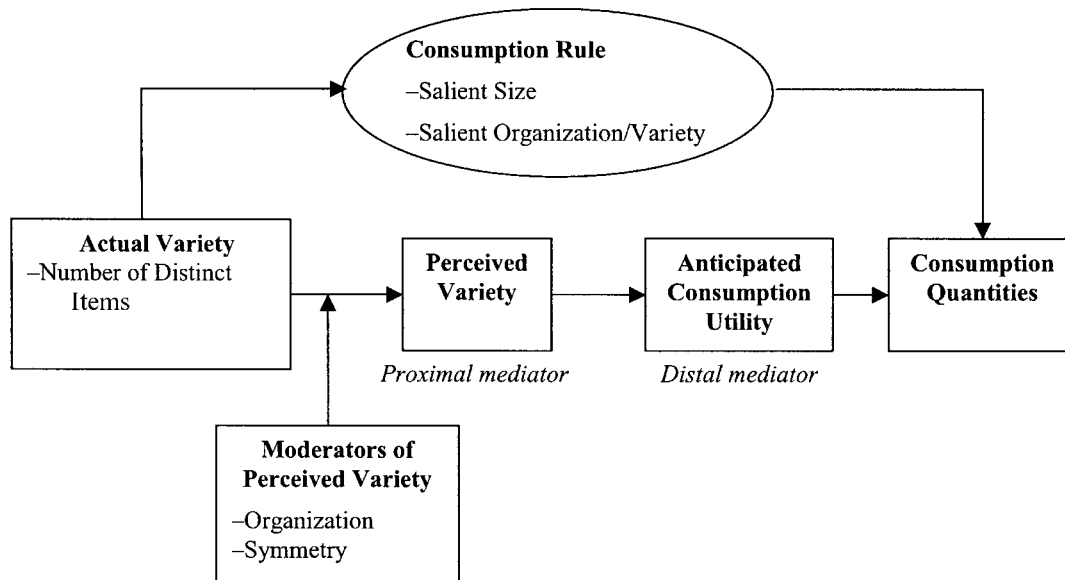 Consumption Rule
–Salient Size
–Salient Organization/Variety
Actual Variety
–Number of Distinct
Items
Perceived
Variety
Anticipated
Consumption
Utility
Consumption
Quantities
Proximal mediator
Distal mediator
Moderators of
Perceived Variety
–Organization
–Symmetry